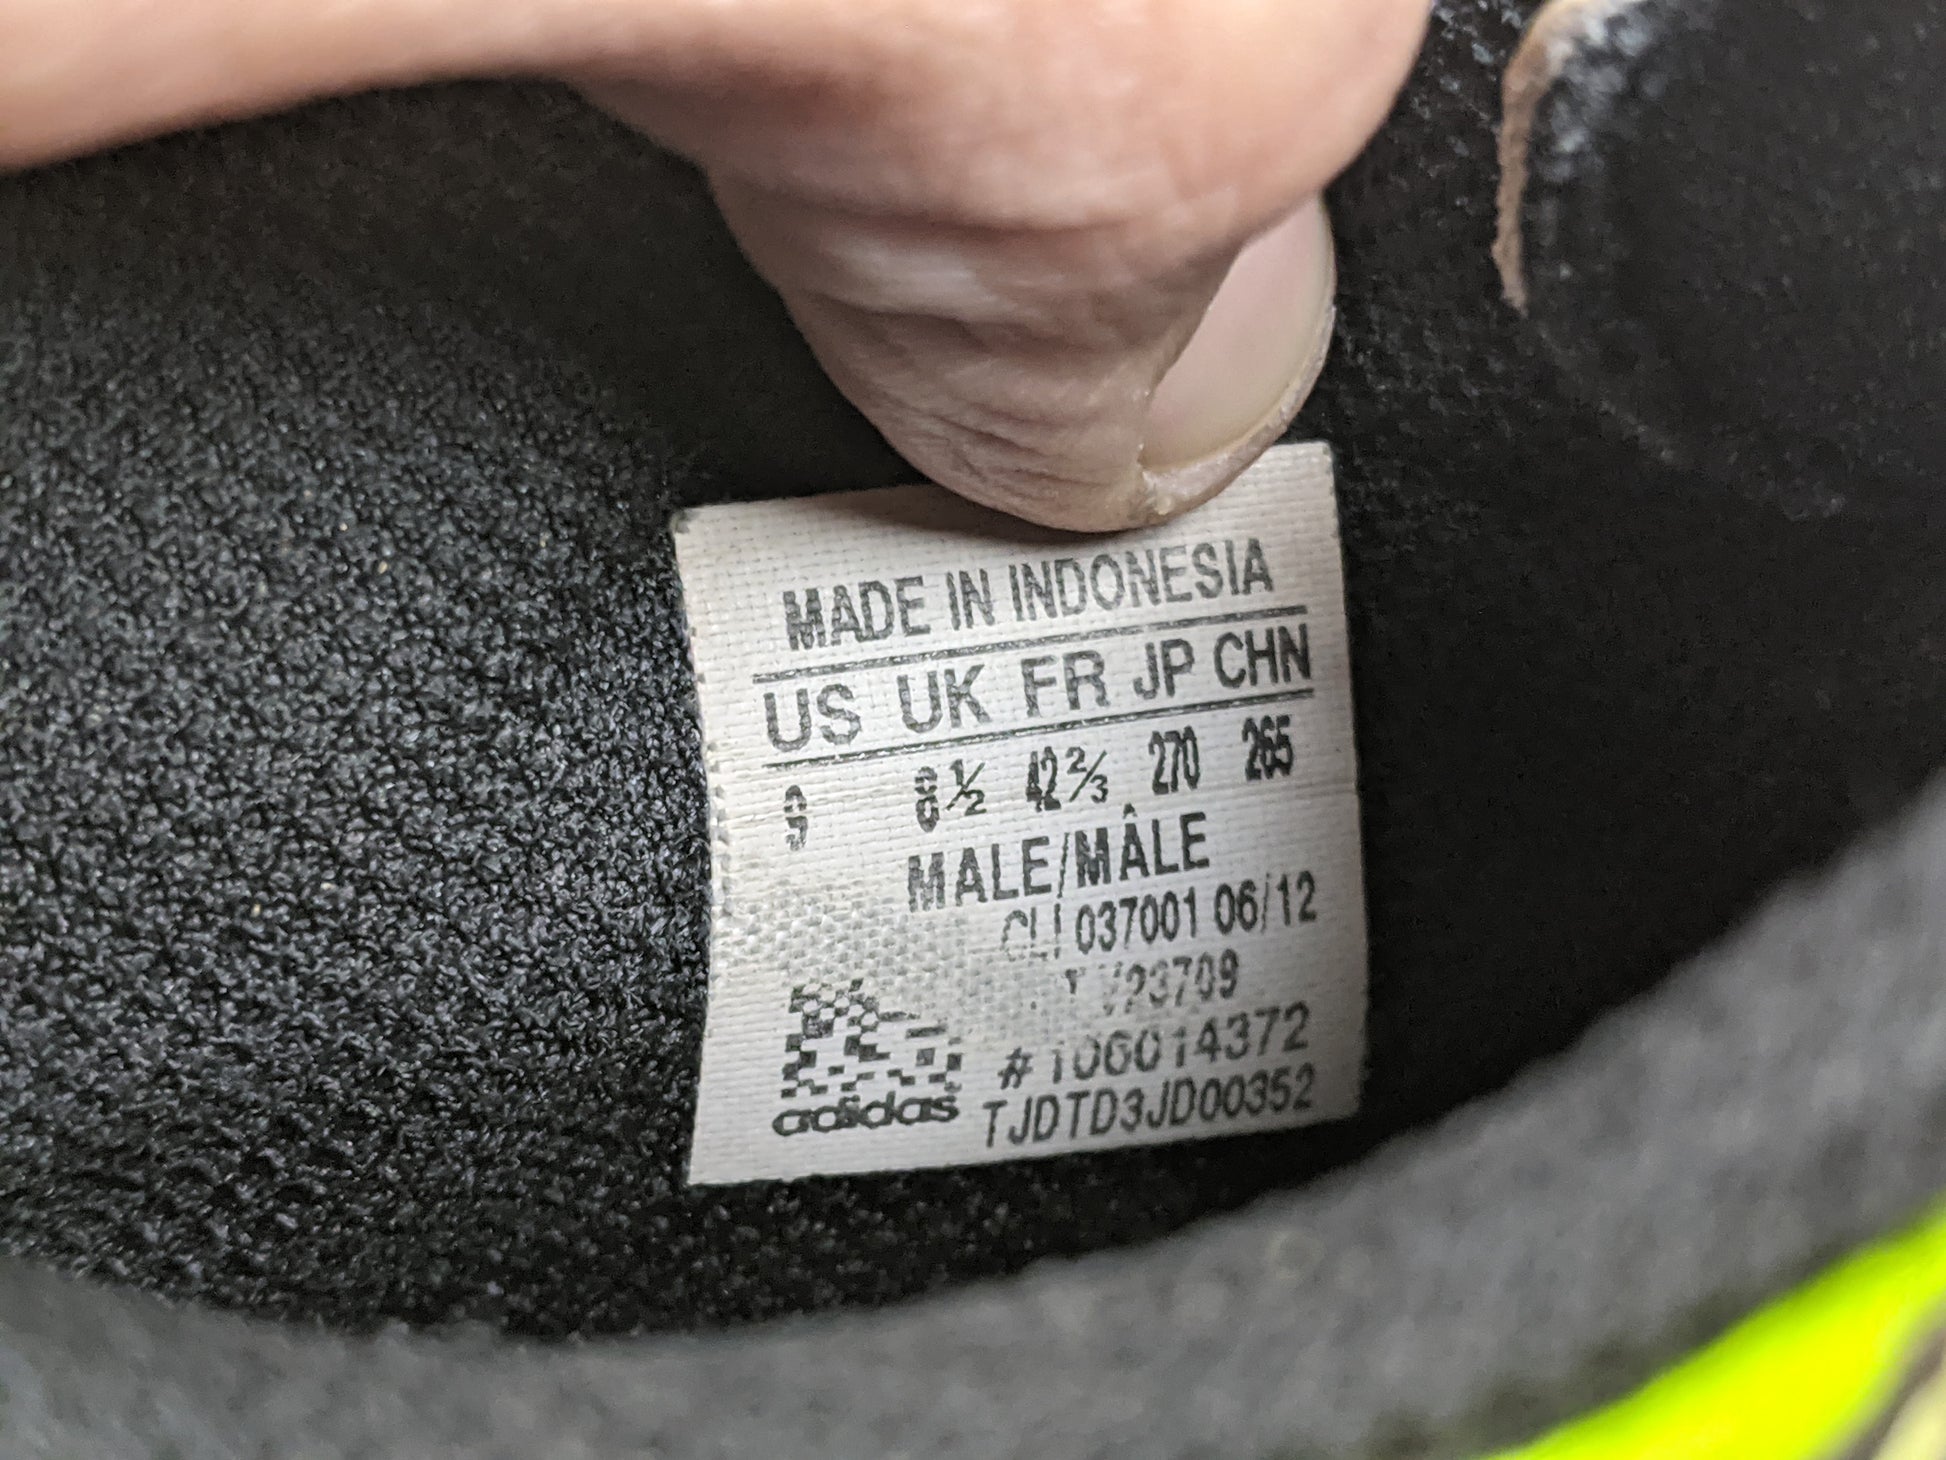 MADE IN INDONESIA
US UK FR JP CHN
9 8½ 42⅔ 270 265
MALE/MÂLE
CLI 037001 06/12
#106014372
adidas TJDTD3JD00352